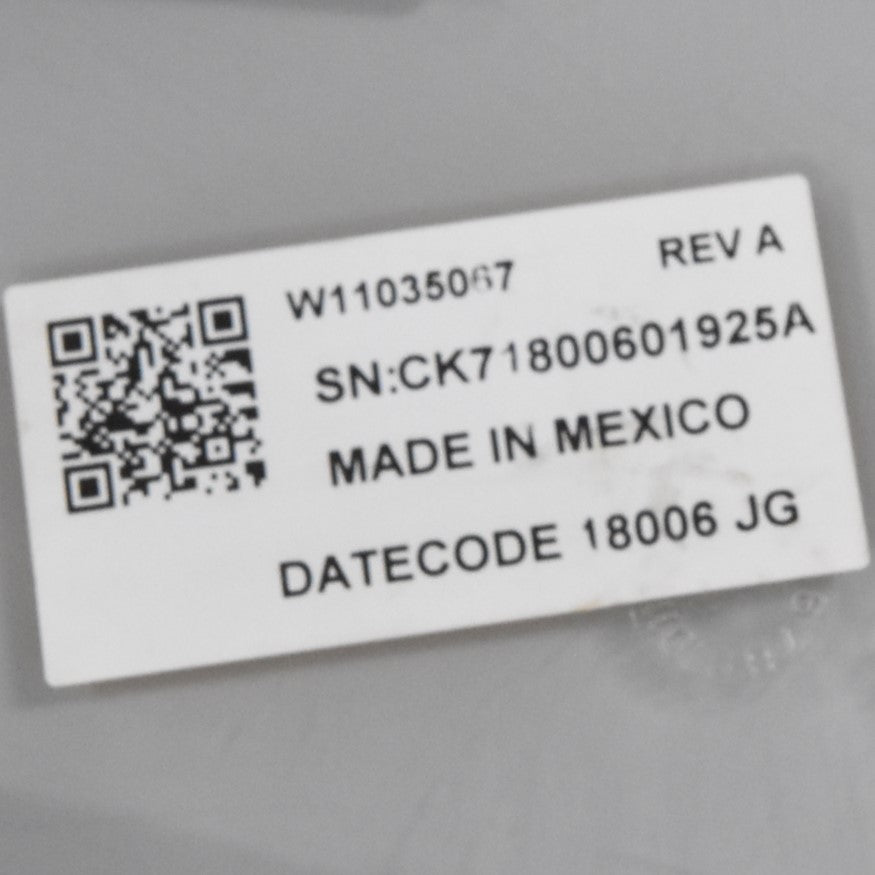 W11035067 REV A
SN:CK71800601925A
MADE IN MEXICO
DATECODE 18006 JG